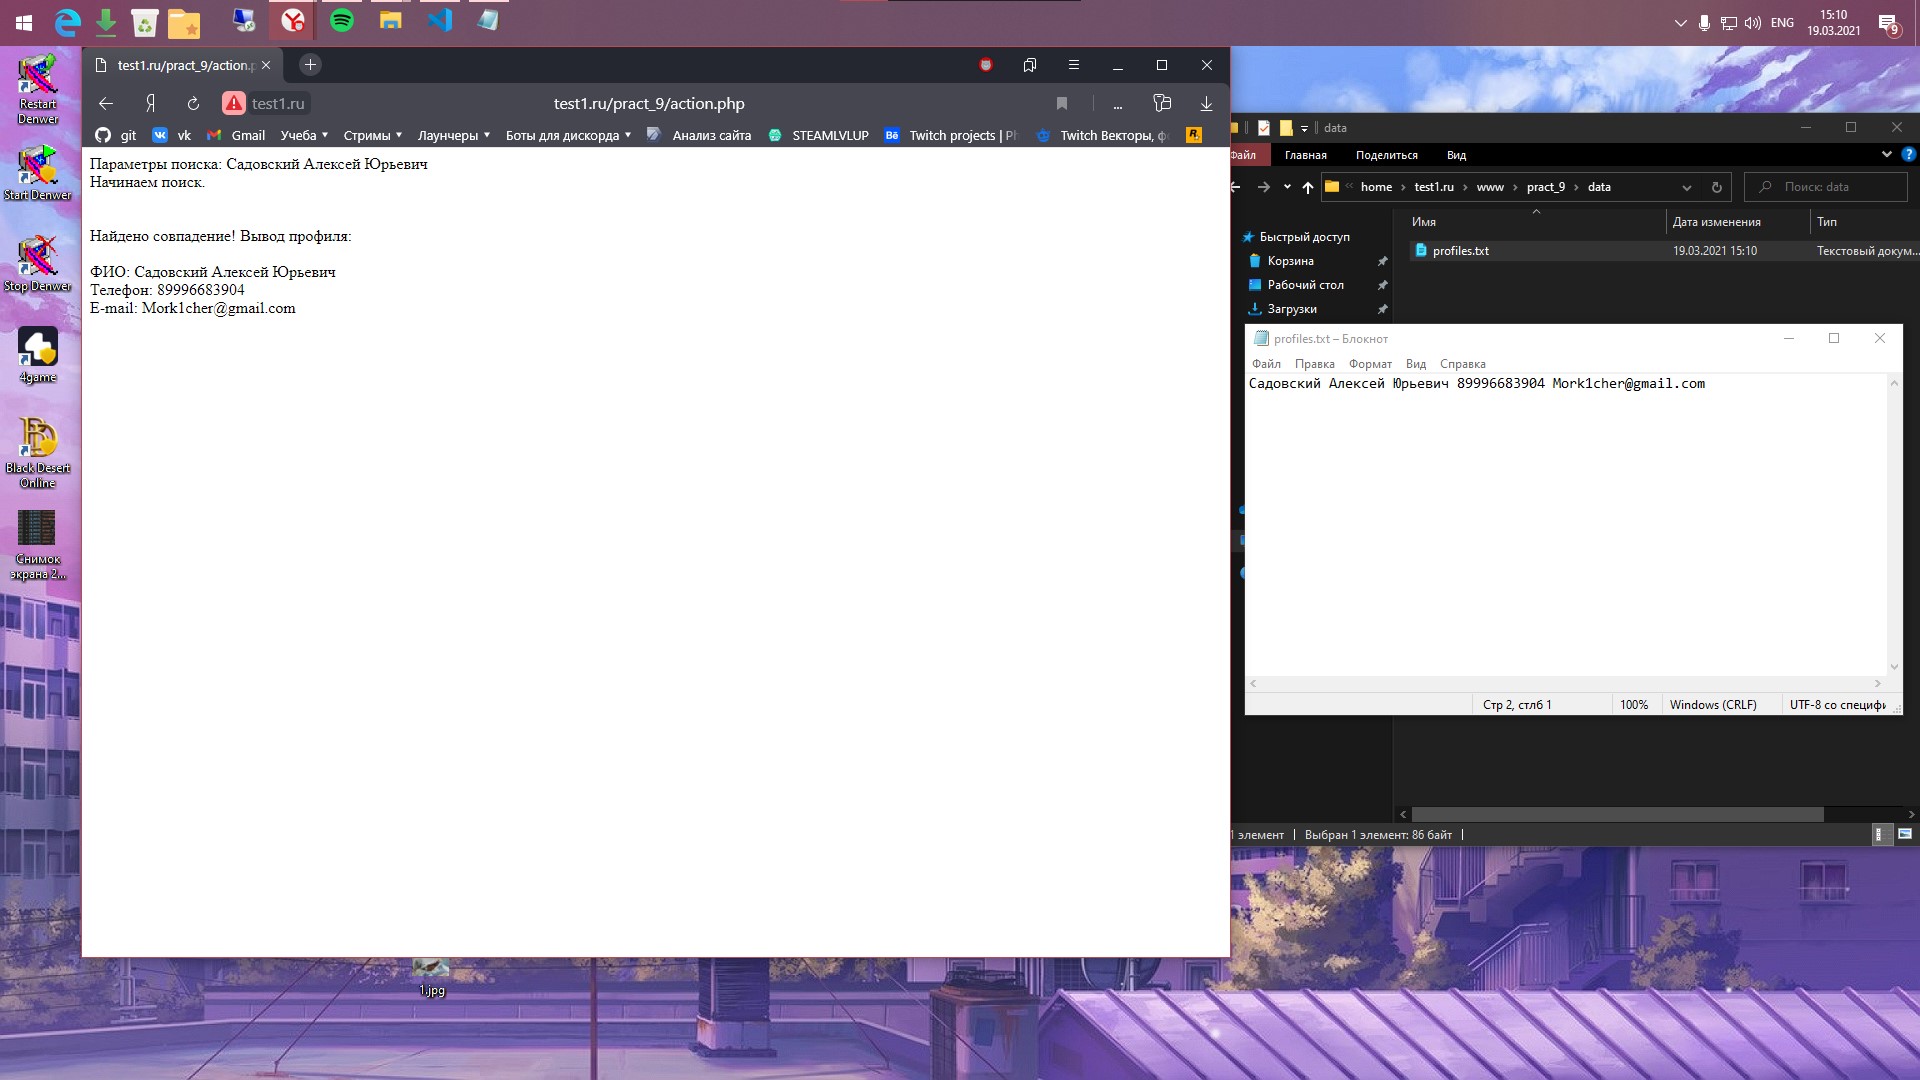 ENG
15:10
19.03.2021
9
Restart
Denwer
Start Denwer
Stop Denwer
4game
Black Desert
Online
Снимок
экрана 2...
1.jpg
test1.ru/pract_9/action.p
test1.ru
test1.ru/pract_9/action.php
git
vk
Gmail
Учеба
Стримы
Лаунчеры
Боты для дискорда
Анализ сайта
STEAMLVLUP
Twitch projects | Ph
Twitch Векторы, ф
Параметры поиска: Садовский Алексей Юрьевич
Начинаем поиск.
Найдено совпадение! Вывод профиля:
ФИО: Садовский Алексей Юрьевич
Телефон: 89996683904
E-mail: Mork1cher@gmail.com
data
Файл
Главная
Поделиться
Вид
home › test1.ru › www › pract_9 › data
Поиск: data
Имя
Дата изменения
Тип
Быстрый доступ
Корзина
Рабочий стол
Загрузки
profiles.txt
19.03.2021 15:10
Текстовый докум...
profiles.txt – Блокнот
Файл
Правка
Формат
Вид
Справка
Садовский Алексей Юрьевич 89996683904 Mork1cher@gmail.com
Стр 2, стлб 1
100%
Windows (CRLF)
UTF-8 со специфи
1 элемент
Выбран 1 элемент: 86 байт